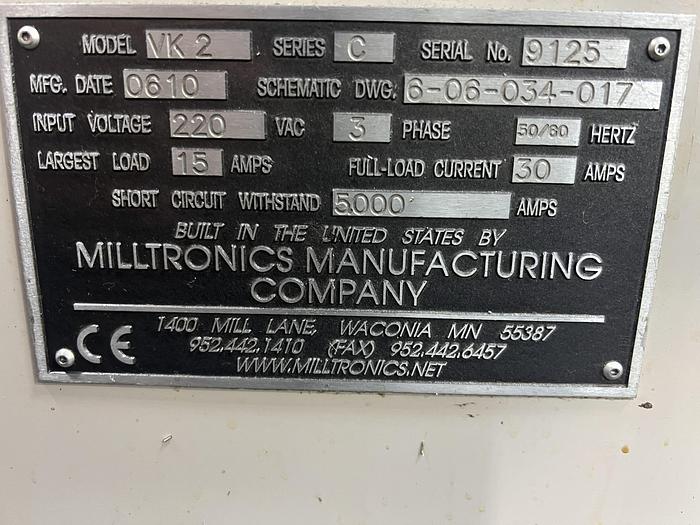 MODEL VK 2 SERIES C SERIAL No. 9125
MFG. DATE 0610 SCHEMATIC DWG. 6-06-034-017
INPUT VOLTAGE 220 VAC 3 PHASE 50/60 HERTZ
LARGEST LOAD 15 AMPS FULL-LOAD CURRENT 30 AMPS
SHORT CIRCUIT WITHSTAND 5000 AMPS
BUILT IN THE UNITED STATES BY
MILLTRONICS MANUFACTURING
COMPANY
CE 1400 MILL LANE, WACONIA MN 55387
952.442.1410 (FAX) 952.442.6457
WWW.MILLTRONICS.NET